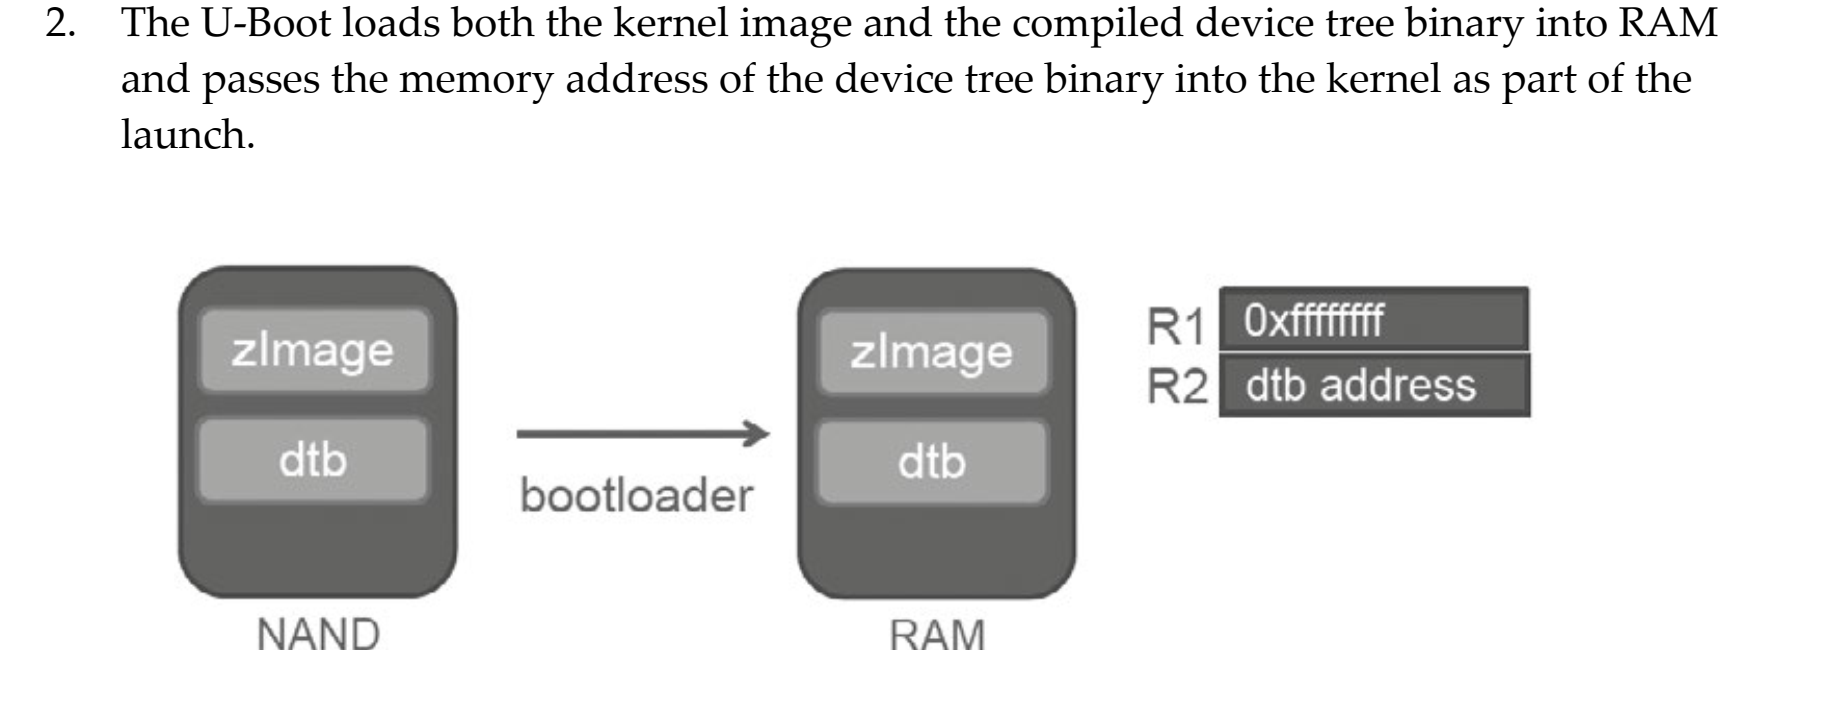 2. The U-Boot loads both the kernel image and the compiled device tree binary into RAM
and passes the memory address of the device tree binary into the kernel as part of the
launch.
zImage
dtb
NAND
bootloader
zImage
dtb
RAM
R1 0xffffffff
R2 dtb address